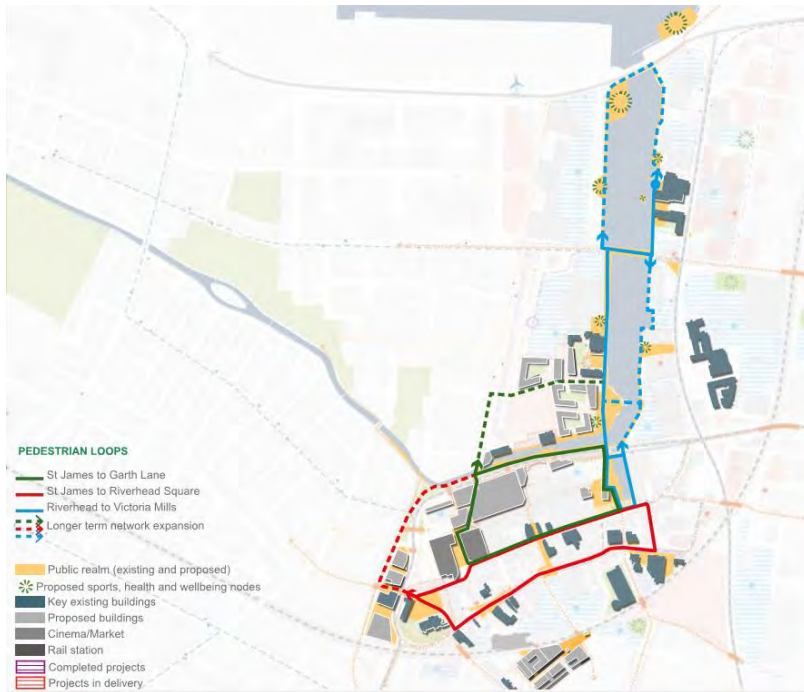 PEDESTRIAN LOOPS
St James to Garth Lane
St James to Riverhead Square
Riverhead to Victoria Mills
Longer term network expansion
Public realm (existing and proposed)
Proposed sports, health and wellbeing nodes
Key existing buildings
Proposed buildings
Cinema/Market
Rail station
Completed projects
Projects in delivery